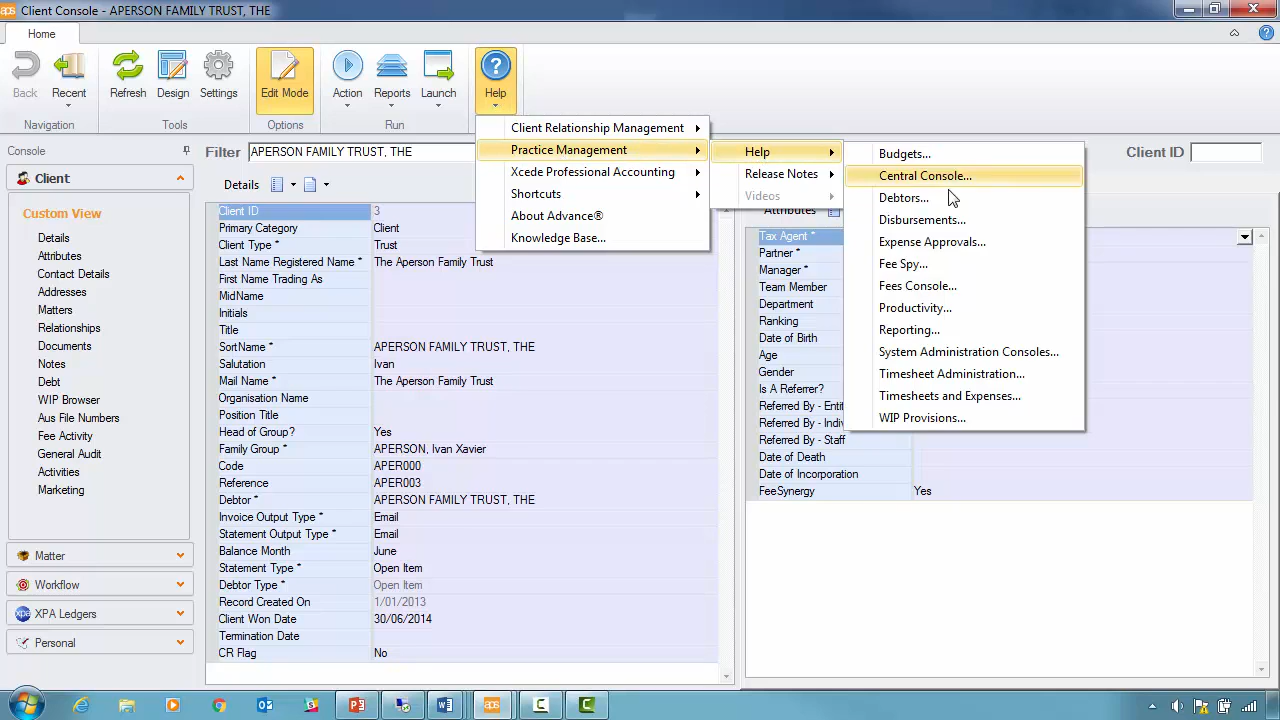 aps Client Console - APERSON FAMILY TRUST, THE
Home
Back
Recent
Refresh
Design
Settings
Edit Mode
Action
Reports
Launch
Help
Navigation
Tools
Options
Run
Client Relationship Management
Practice Management
Xcede Professional Accounting
Shortcuts
About Advance®
Knowledge Base...
Help
Release Notes
Videos
Budgets...
Central Console...
Debtors...
Disbursements...
Expense Approvals...
Fee Spy...
Fees Console...
Productivity...
Reporting...
System Administration Consoles...
Timesheet Administration...
Timesheets and Expenses...
WIP Provisions...
Console
Client
Custom View
Details
Attributes
Contact Details
Addresses
Matters
Relationships
Documents
Notes
Debt
WIP Browser
Aus File Numbers
Fee Activity
General Audit
Activities
Marketing
Matter
Workflow
xpa XPA Ledgers
Personal
Filter APERSON FAMILY TRUST, THE
Client ID
Details
Client ID 3
Primary Category Client
Client Type * Trust
Last Name Registered Name * The Aperson Family Trust
First Name Trading As
MidName
Initials
Title
SortName * APERSON FAMILY TRUST, THE
Salutation Ivan
Mail Name * The Aperson Family Trust
Organisation Name
Position Title
Head of Group? Yes
Family Group * APERSON, Ivan Xavier
Code APER000
Reference APER003
Debtor * APERSON FAMILY TRUST, THE
Invoice Output Type * Email
Statement Output Type * Email
Balance Month June
Statement Type * Open Item
Debtor Type * Open Item
Record Created On 1/01/2013
Client Won Date 30/06/2014
Termination Date
CR Flag No
Attributes
Tax Agent *
Partner *
Manager *
Team Member
Department
Ranking
Date of Birth
Age
Gender
Is A Referrer?
Referred By - Entit
Referred By - Indiv
Referred By - Staff
Date of Death
Date of Incorporation
FeeSynergy Yes
aps